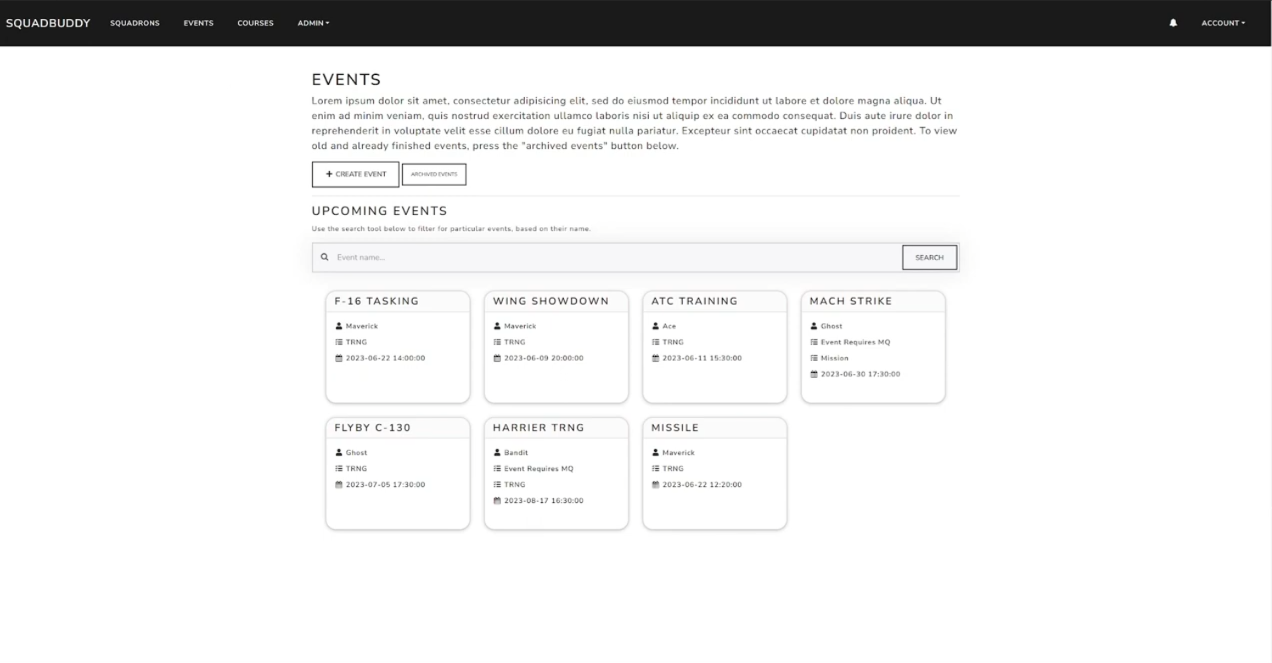 SQUADBUDDY SQUADRONS EVENTS COURSES ADMIN ACCOUNT
EVENTS
Lorem ipsum dolor sit amet, consectetur adipisicing elit, sed do eiusmod tempor incididunt ut labore et dolore magna aliqua. Ut
enim ad minim veniam, quis nostrud exercitation ullamco laboris nisi ut aliquip ex ea commodo consequat. Duis aute irure dolor in
reprehenderit in voluptate velit esse cillum dolore eu fugiat nulla pariatur. Excepteur sint occaecat cupidatat non proident. To view
old and already finished events, press the "archived events" button below.
CREATE EVENT ARCHIVED EVENTS
UPCOMING EVENTS
Use the search tool below to filter for particular events, based on their name.
Event name... SEARCH
F-16 TASKING
Maverick
TRNG
2023-06-22 14:00:00
WING SHOWDOWN
Maverick
TRNG
2023-06-09 20:00:00
ATC TRAINING
Ace
TRNG
2023-06-11 15:30:00
MACH STRIKE
Ghost
Event Requires MQ
Mission
2023-06-30 17:30:00
FLYBY C-130
Ghost
TRNG
2023-07-05 17:30:00
HARRIER TRNG
Bandit
Event Requires MQ
TRNG
2023-08-17 16:30:00
MISSILE
Maverick
TRNG
2023-06-22 12:20:00